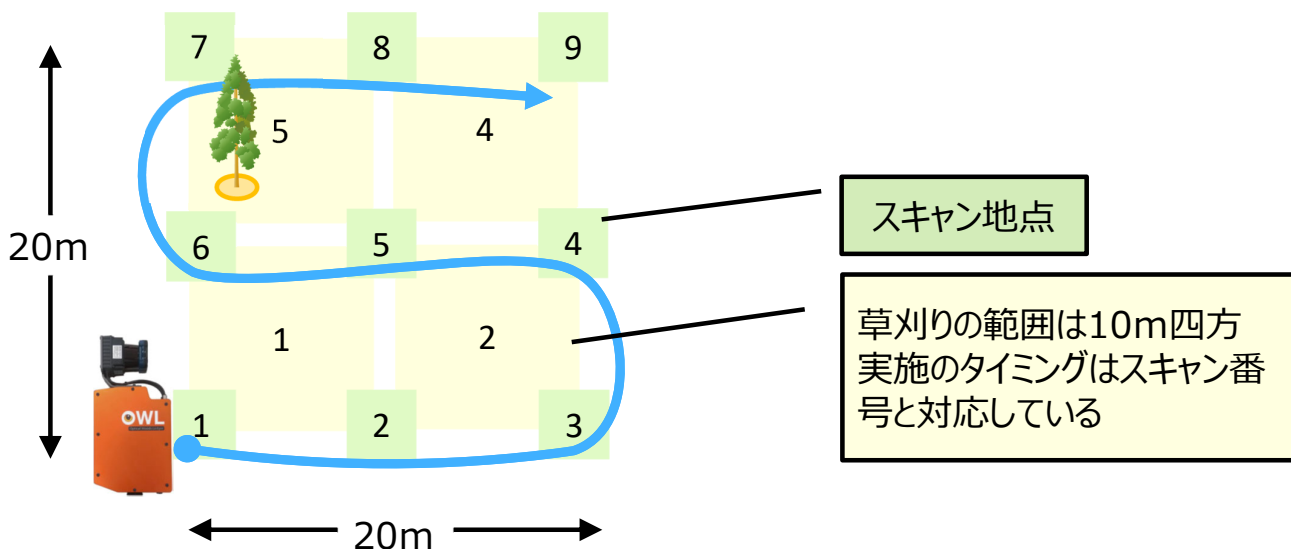 7 8 9
5 4
20m
6 5 4
1 2
OWL
1 2 3
20m
スキャン地点
草刈りの範囲は10m四方
実施のタイミングはスキャン番
号と対応している